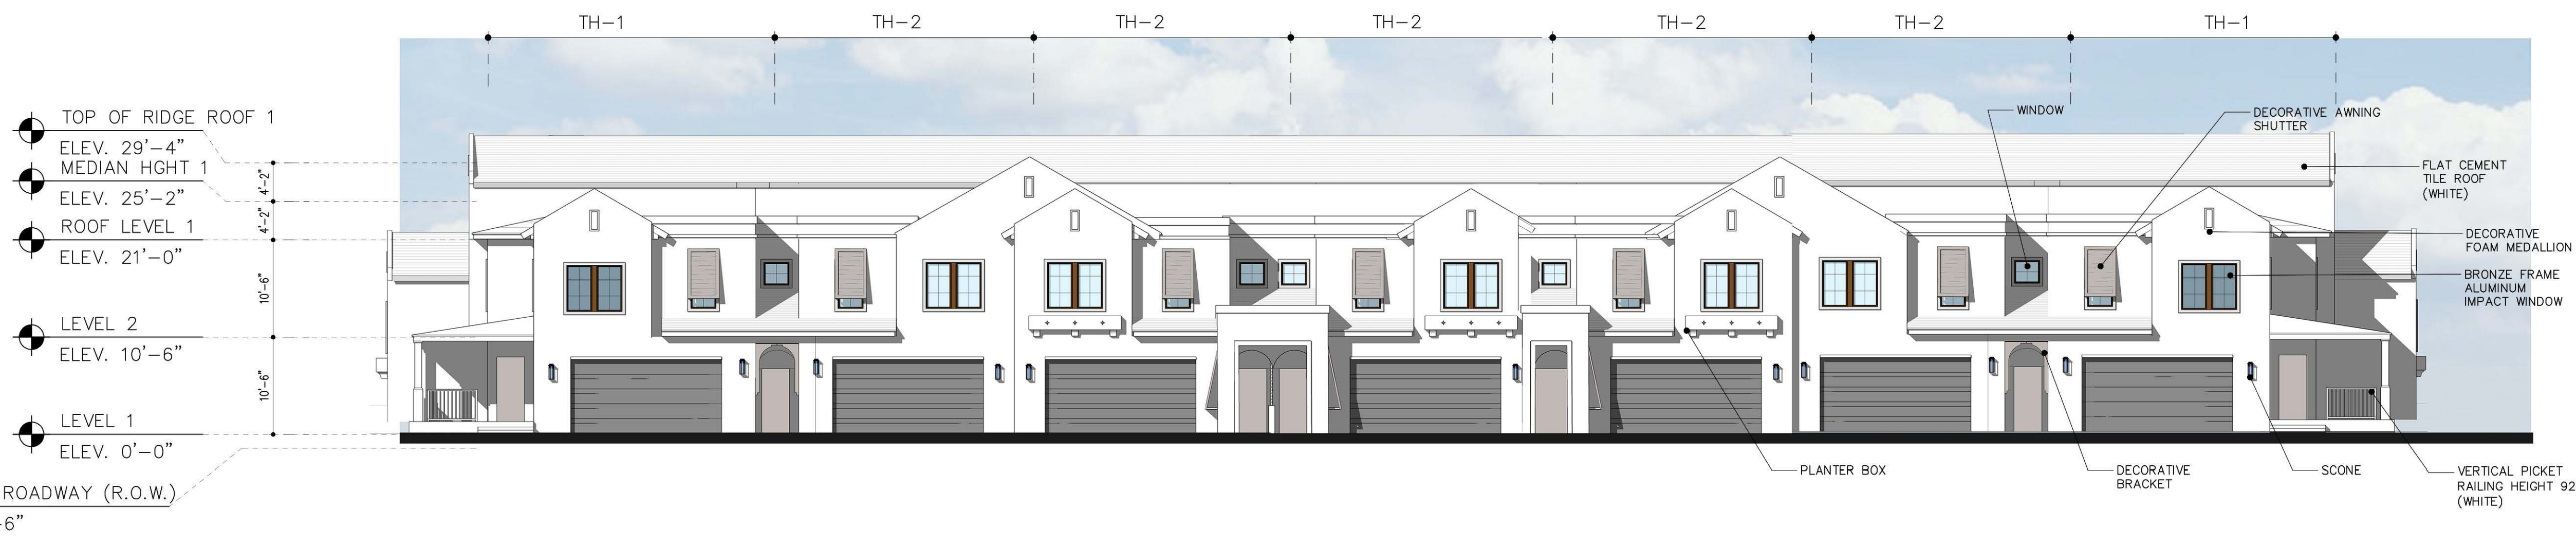 TH-1
TH-2
TH-2
TH-2
TH-2
TH-2
TH-1
TOP OF RIDGE ROOF 1
ELEV. 29'-4"
MEDIAN HGHT 1
ELEV. 25'-2"
ROOF LEVEL 1
ELEV. 21'-0"
LEVEL 2
ELEV. 10'-6"
LEVEL 1
ELEV. 0'-0"
ROADWAY (R.O.W.)
-6"
4'-2"
4'-2"
10'-6"
10'-6"
WINDOW
DECORATIVE AWNING
SHUTTER
FLAT CEMENT
TILE ROOF
(WHITE)
DECORATIVE
FOAM MEDALLION
BRONZE FRAME
ALUMINUM
IMPACT WINDOW
PLANTER BOX
DECORATIVE
BRACKET
SCONE
VERTICAL PICKET
RAILING HEIGHT 92
(WHITE)